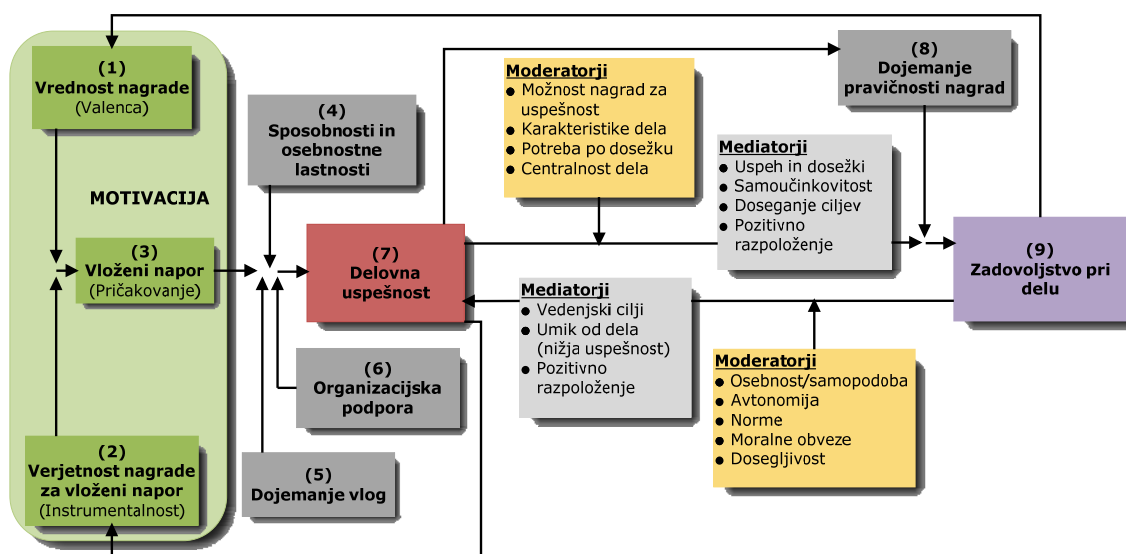 (1)
Vrednost nagrade
(Valenca)
MOTIVACIJA
(3)
Vloženi napor
(Pričakovanje)
(2)
Verjetnost nagrade
za vloženi napor
(Instrumentalnost)
(4)
Sposobnosti in
osebnostne
lastnosti
(7)
Delovna
uspešnost
(6)
Organizacijska
podpora
(5)
Dojemanje vlog
Moderatorji
● Možnost nagrad za
uspešnost
● Karakteristike dela
● Potreba po dosežku
● Centralnost dela
Mediatorji
● Uspeh in dosežki
● Samoučinkovitost
● Doseganje ciljev
● Pozitivno
razpoloženje
(8)
Dojemanje
pravičnosti nagrad
(9)
Zadovoljstvo pri
delu
Mediatorji
● Vedenjski cilji
● Umik od dela
(nižja uspešnost)
● Pozitivno
razpoloženje
Moderatorji
● Osebnost/samopodoba
● Avtonomija
● Norme
● Moralne obveze
● Dosegljivost